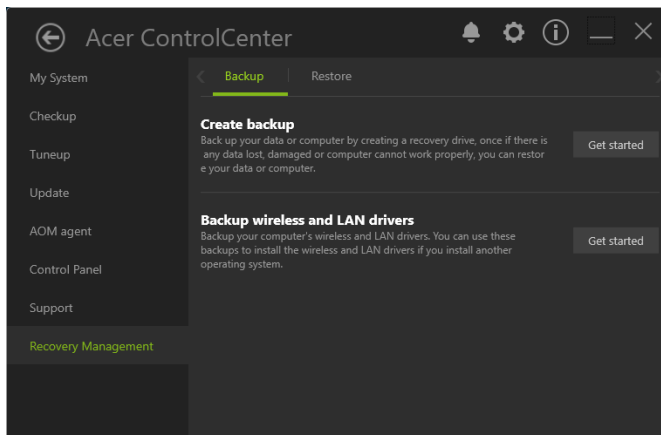 Acer ControlCenter
My System
Checkup
Tuneup
Update
AOM agent
Control Panel
Support
Recovery Management
Backup
Restore
Create backup
Back up your data or computer by creating a recovery drive, once if there is
any data lost, damaged or computer cannot work properly, you can restor
e your data or computer.
Get started
Backup wireless and LAN drivers
Backup your computer's wireless and LAN drivers. You can use these
backups to install the wireless and LAN drivers if you install another
operating system.
Get started